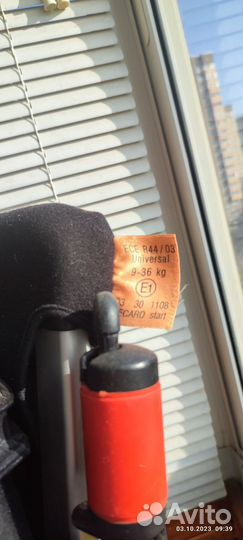 ECE R44/03
Universal
9-36 kg
E1
03 30 1108
RECARO start
Avito
03.10.2023, 09:39